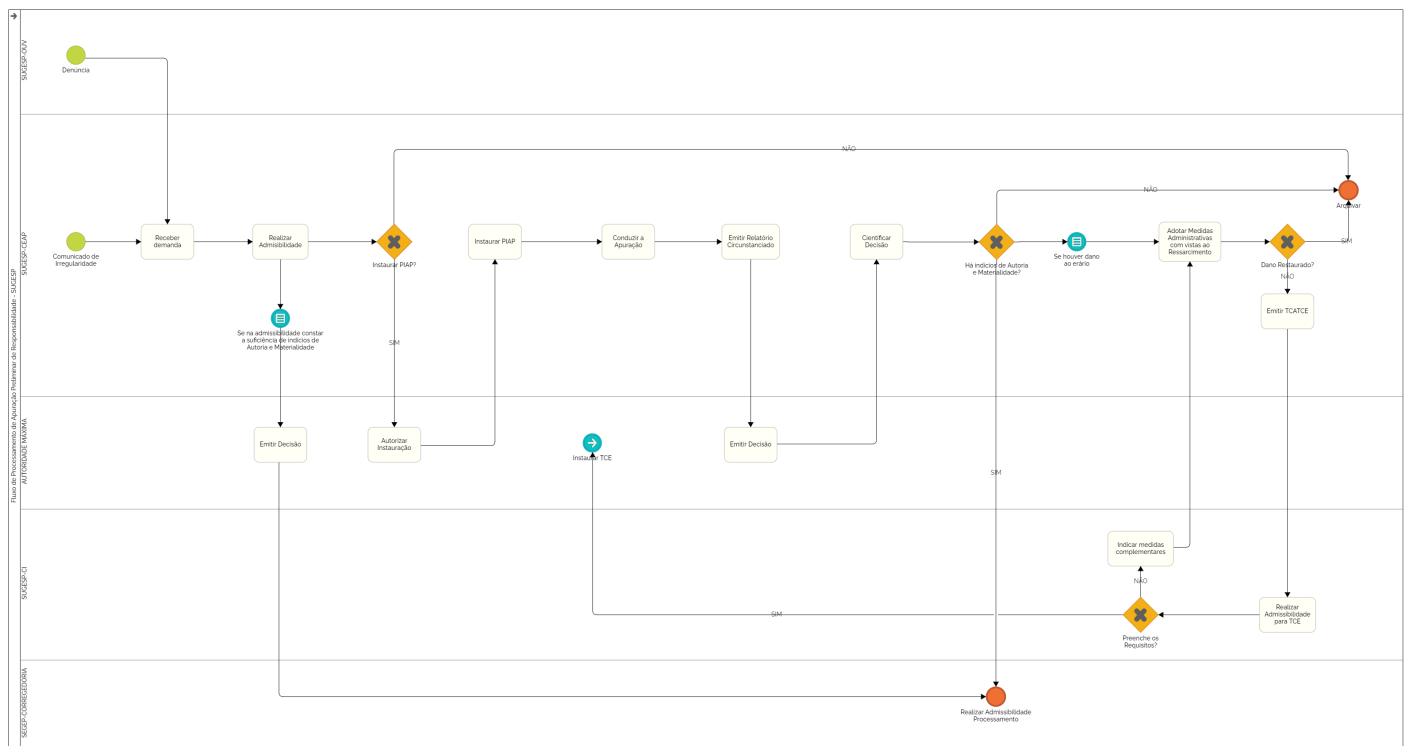 Fluxo de Processamento de Apuração Preliminar de Responsabilidade - SUGESP
SUGESP-OUV
Denúncia
SUGESP-CEAP
Comunicado de
Irregularidade
Receber
demanda
Realizar
Admisibilidade
Se na admissibilidade constar
a suficiência de indícios de
Autoria e Materialidade
Instaurar PIAP?
NÃO
SIM
Instaurar PIAP
Conduzir a
Apuração
Emitir Relatório
Circunstanciado
Cientificar
Decisão
Há indícios de Autoria
e Materialidade?
NÃO
SIM
Se houver dano
ao erário
Adotar Medidas
Administrativas
com vistas ao
Ressarcimento
Dano Restaurado?
NÃO
SIM
Arquivar
Emitir TCATCE
AUTORIDADE MÁXIMA
Emitir Decisão
Autorizar
Instauração
Instaurar TCE
Emitir Decisão
SUGESP-CI
Indicar medidas
complementares
NÃO
SIM
Preenche os
Requisitos?
Realizar
Admissibilidade
para TCE
SEGEP-CORREGEDORIA
Realizar Admissibilidade
Processamento